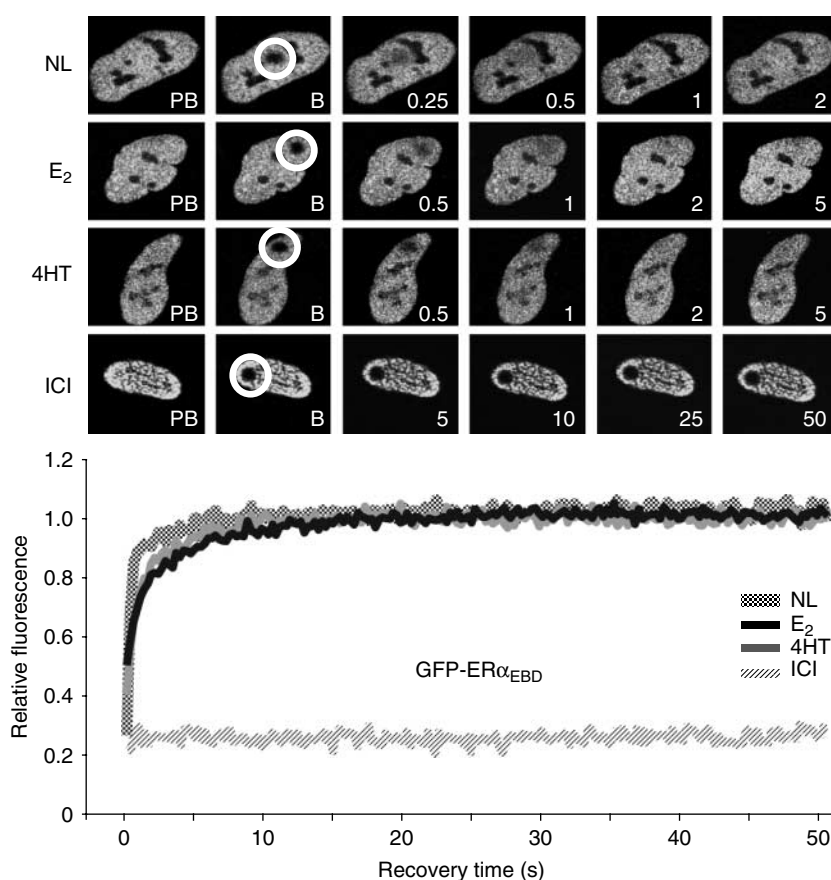 NL PB B 0.25 0.5 1 2
E₂ PB B 0.5 1 2 5
4HT PB B 0.5 1 2 5
ICI PB B 5 10 25 50
Relative fluorescence
1.2
1.0
0.8
0.6
0.4
0.2
0
GFP-ERα_EBD
NL
E₂
4HT
ICI
0 10 20 30 40 50
Recovery time (s)